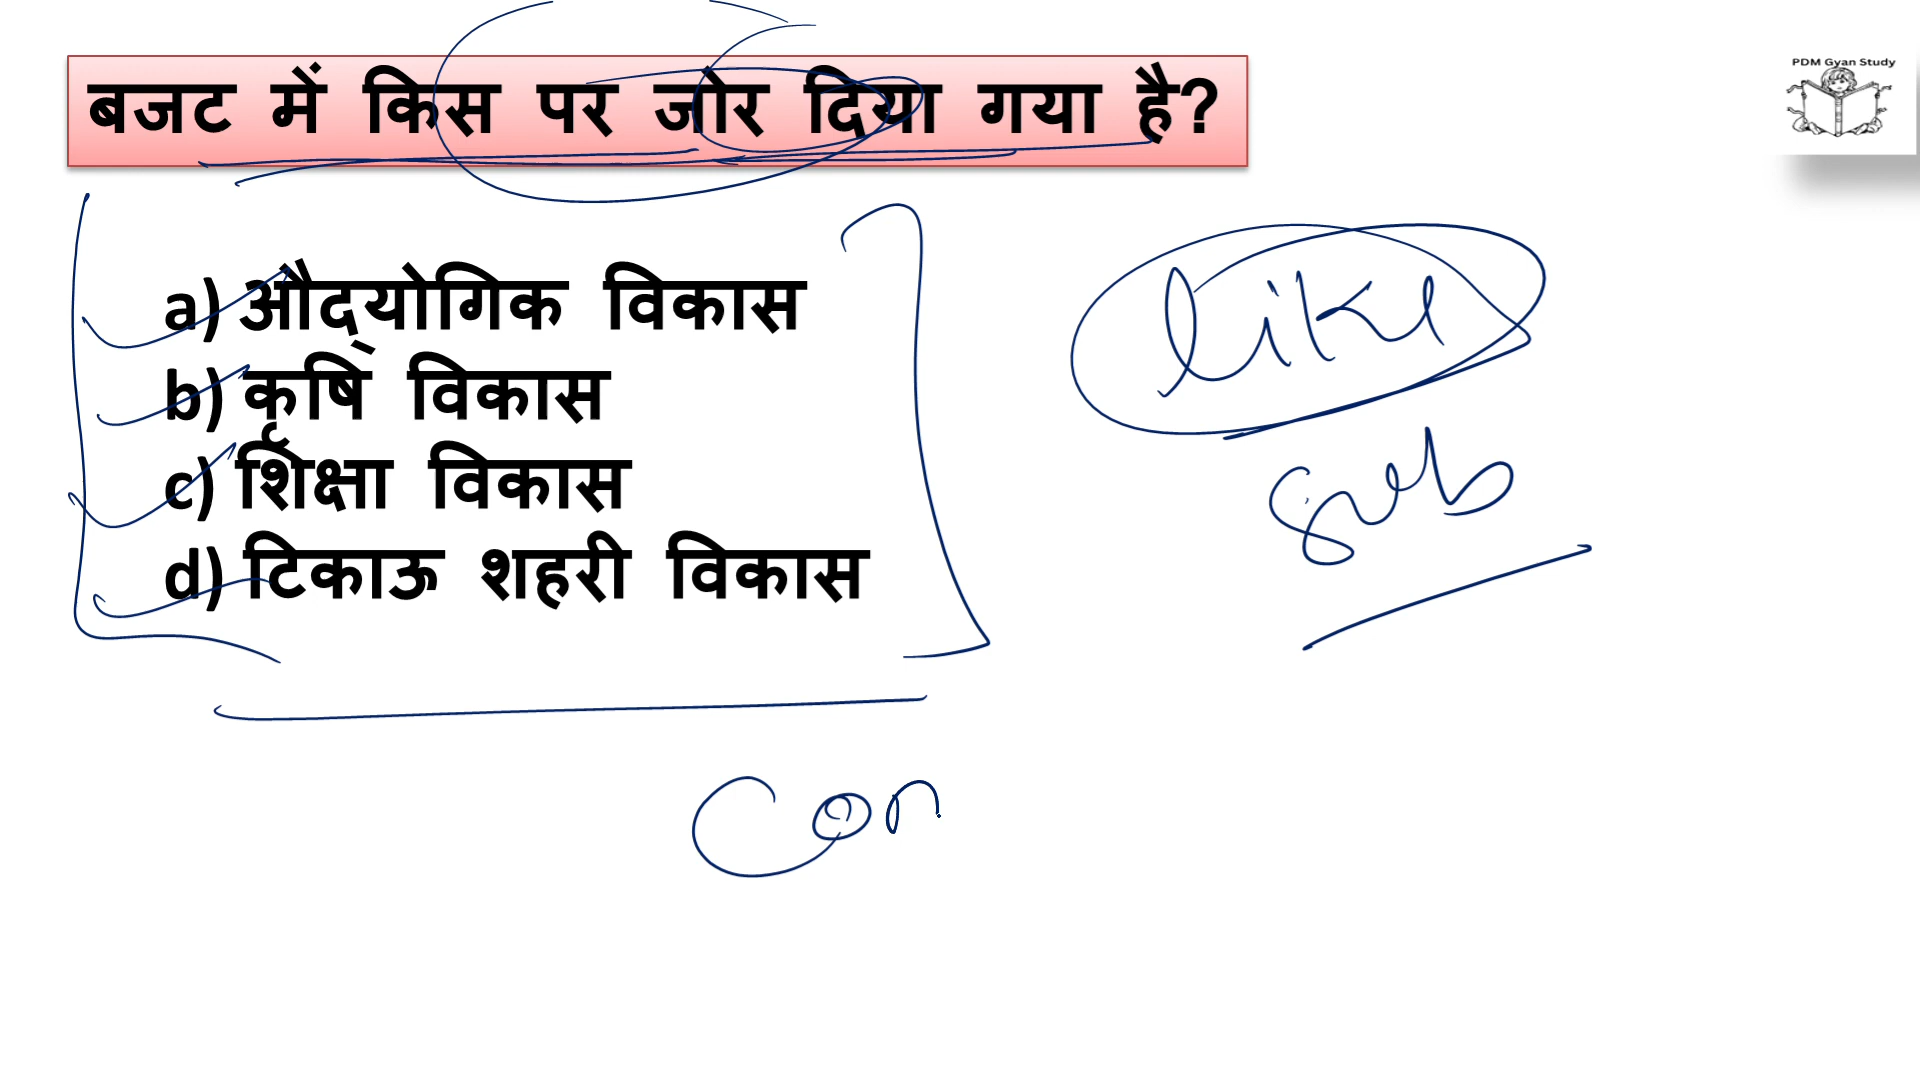 बजट में किस पर जोर दिया गया है?
PDM Gyan Study
a) औद्योगिक विकास
b) कृषि विकास
c) शिक्षा विकास
d) टिकाऊ शहरी विकास
like
sub
con